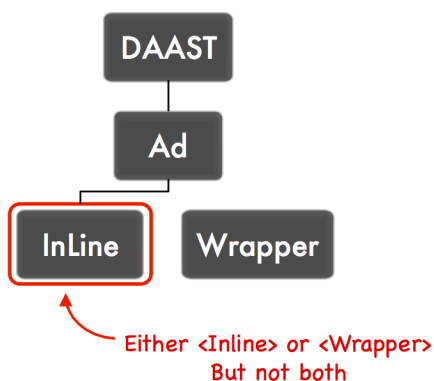 DAAST
Ad
InLine
Wrapper
Either <Inline> or <Wrapper>
But not both